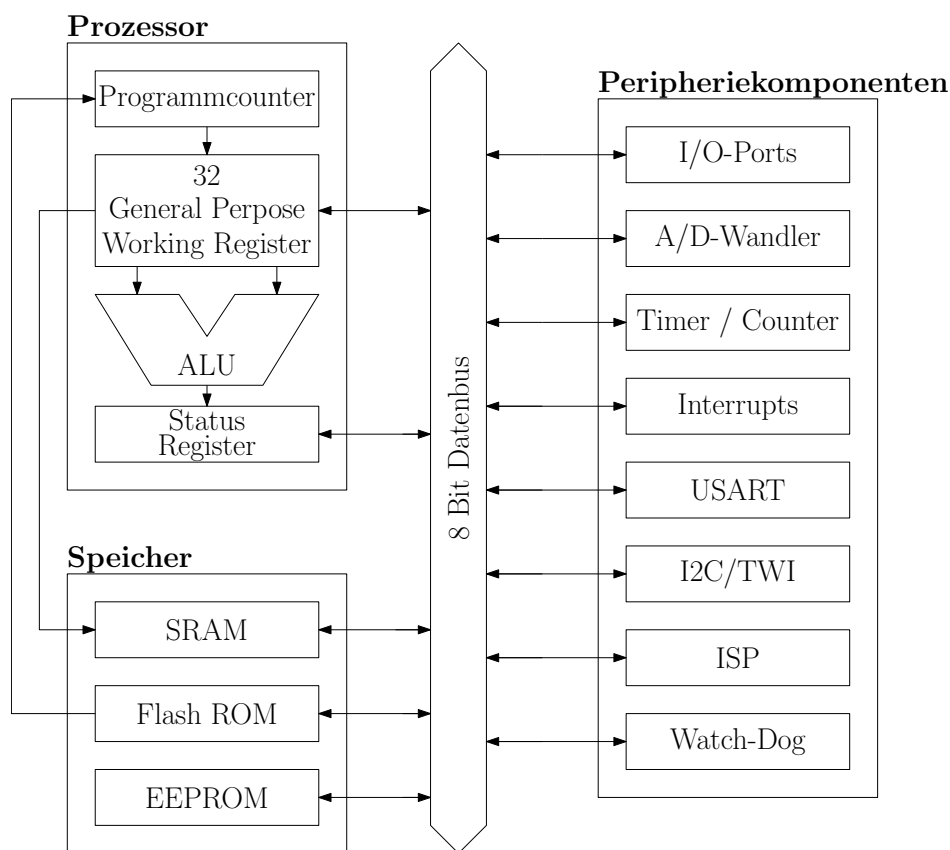 Prozessor
Programmcounter
32
General Perpose
Working Register
ALU
Status
Register
Speicher
SRAM
Flash ROM
EEPROM
8 Bit Datenbus
Peripheriekomponenten
I/O-Ports
A/D-Wandler
Timer / Counter
Interrupts
USART
I2C/TWI
ISP
Watch-Dog